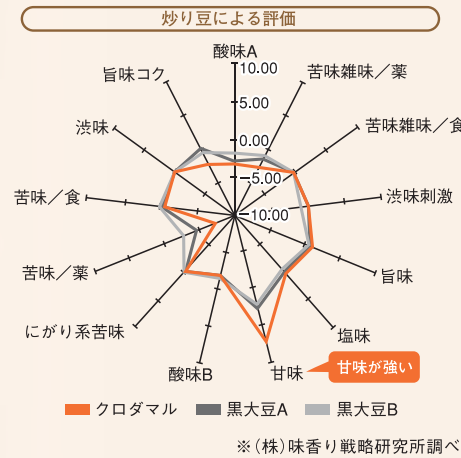 炒り豆による評価
酸味A
10.00
5.00
0.00
−5.00
−10.00
苦味雑味／薬
苦味雑味／食
渋味刺激
旨味
塩味
甘味
甘味が強い
酸味B
にがり系苦味
苦味／薬
苦味／食
渋味
旨味コク
クロダマル 黒大豆A 黒大豆B
※（株）味香り戦略研究所調べ